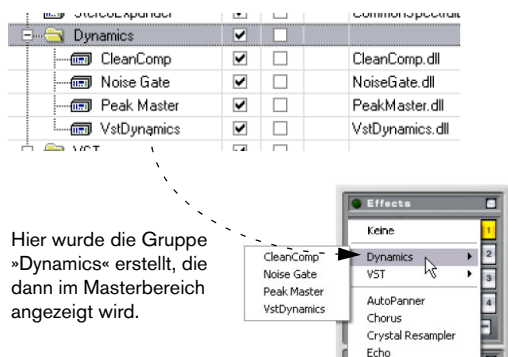 StereoExpander
Dynamics
CleanComp CleanComp.dll
Noise Gate NoiseGate.dll
Peak Master PeakMaster.dll
VstDynamics VstDynamics.dll
VST
Hier wurde die Gruppe
»Dynamics« erstellt, die
dann im Masterbereich
angezeigt wird.
Effects
Keine
1
Dynamics
2
VST
3
CleanComp
Noise Gate
Peak Master
VstDynamics
AutoPanner
4
Chorus
Crystal Resampler
Echo